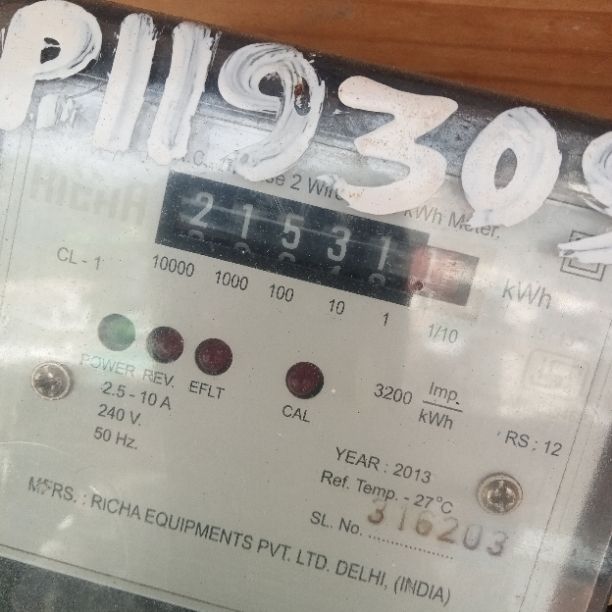 P119309
RICHA
se 2 Wire
kWh Meter.
21531
kWh
CL - 1
10000 1000 100 10 1 1/10
POWER REV. EFLT
CAL
3200 Imp.
kWh
2.5 - 10 A
240 V.
50 Hz.
RS : 12
YEAR : 2013
Ref. Temp. - 27°C
SL. No. 316203
MFRS. : RICHA EQUIPMENTS PVT. LTD. DELHI, (INDIA)